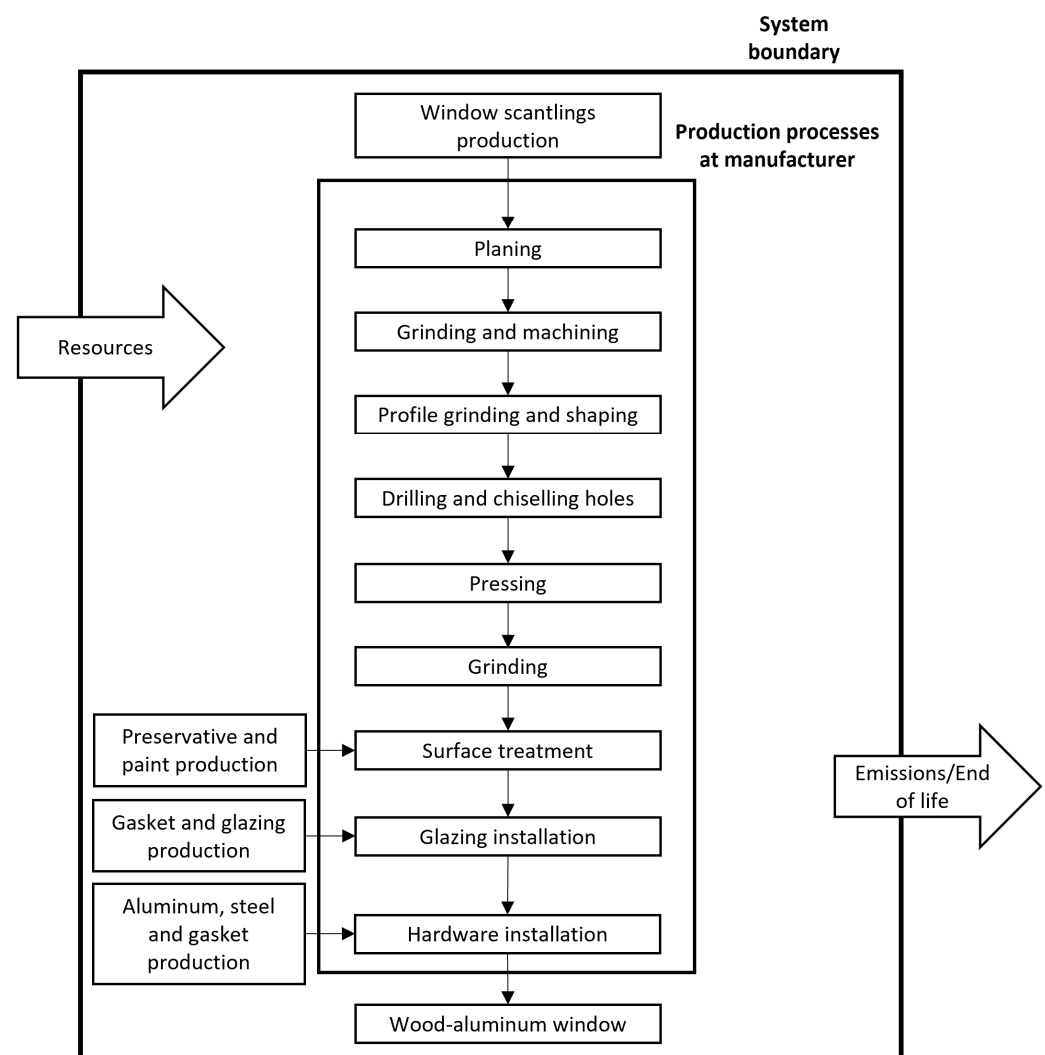 System
boundary
Window scantlings
production
Production processes
at manufacturer
Planing
Grinding and machining
Resources
Profile grinding and shaping
Drilling and chiselling holes
Pressing
Grinding
Preservative and
paint production
Surface treatment
Emissions/End
of life
Gasket and glazing
production
Glazing installation
Aluminum, steel
and gasket
production
Hardware installation
Wood-aluminum window